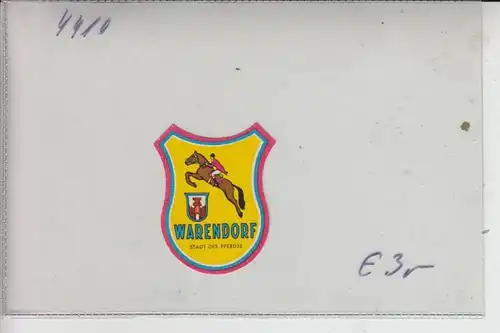 4410
WARENDORF
STADT DES PFERDES
€ 3,-